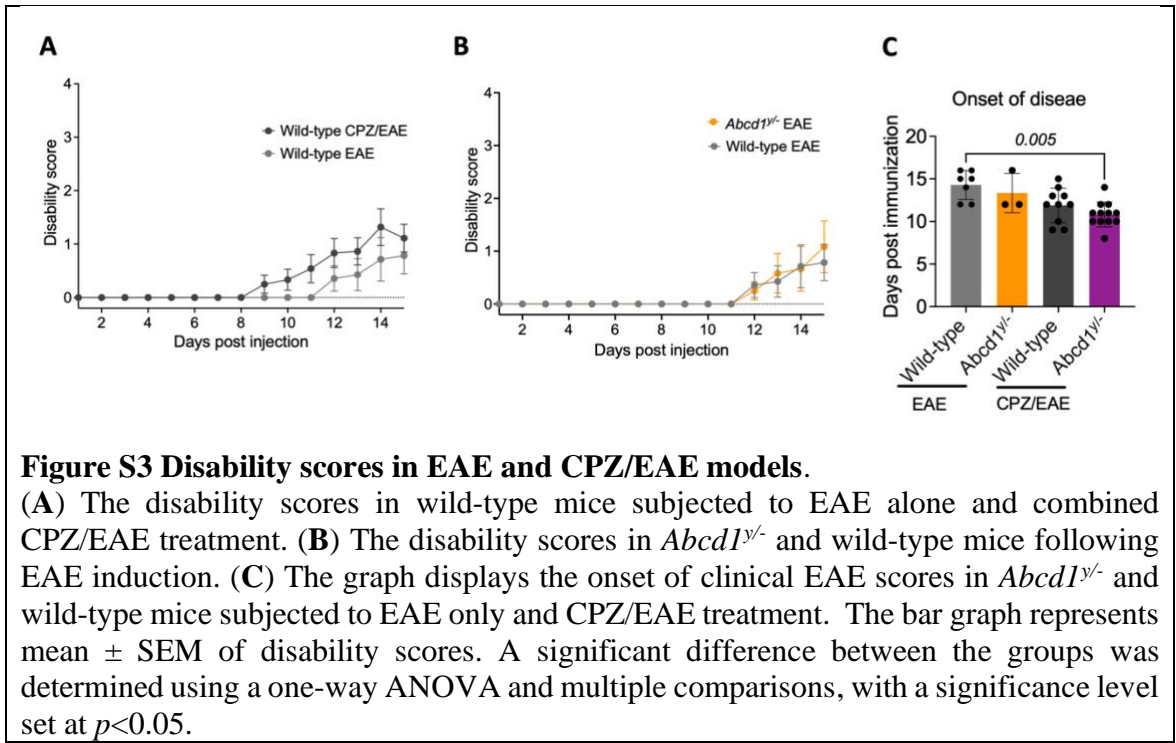 A
4
3
2
1
0
Disability score
Wild-type CPZ/EAE
Wild-type EAE
2 4 6 8 10 12 14
Days post injection
B
4
3
2
1
0
Disability score
Abcd1y/- EAE
Wild-type EAE
2 4 6 8 10 12 14
Days post injection
C
Onset of diseae
20
15
10
5
0
Days post immunization
0.005
Wild-type
Abcd1y/-
Wild-type
Abcd1y/-
EAE
CPZ/EAE
Figure S3 Disability scores in EAE and CPZ/EAE models.
(A) The disability scores in wild-type mice subjected to EAE alone and combined
CPZ/EAE treatment. (B) The disability scores in Abcd1y/- and wild-type mice following
EAE induction. (C) The graph displays the onset of clinical EAE scores in Abcd1y/- and
wild-type mice subjected to EAE only and CPZ/EAE treatment. The bar graph represents
mean ± SEM of disability scores. A significant difference between the groups was
determined using a one-way ANOVA and multiple comparisons, with a significance level
set at p<0.05.